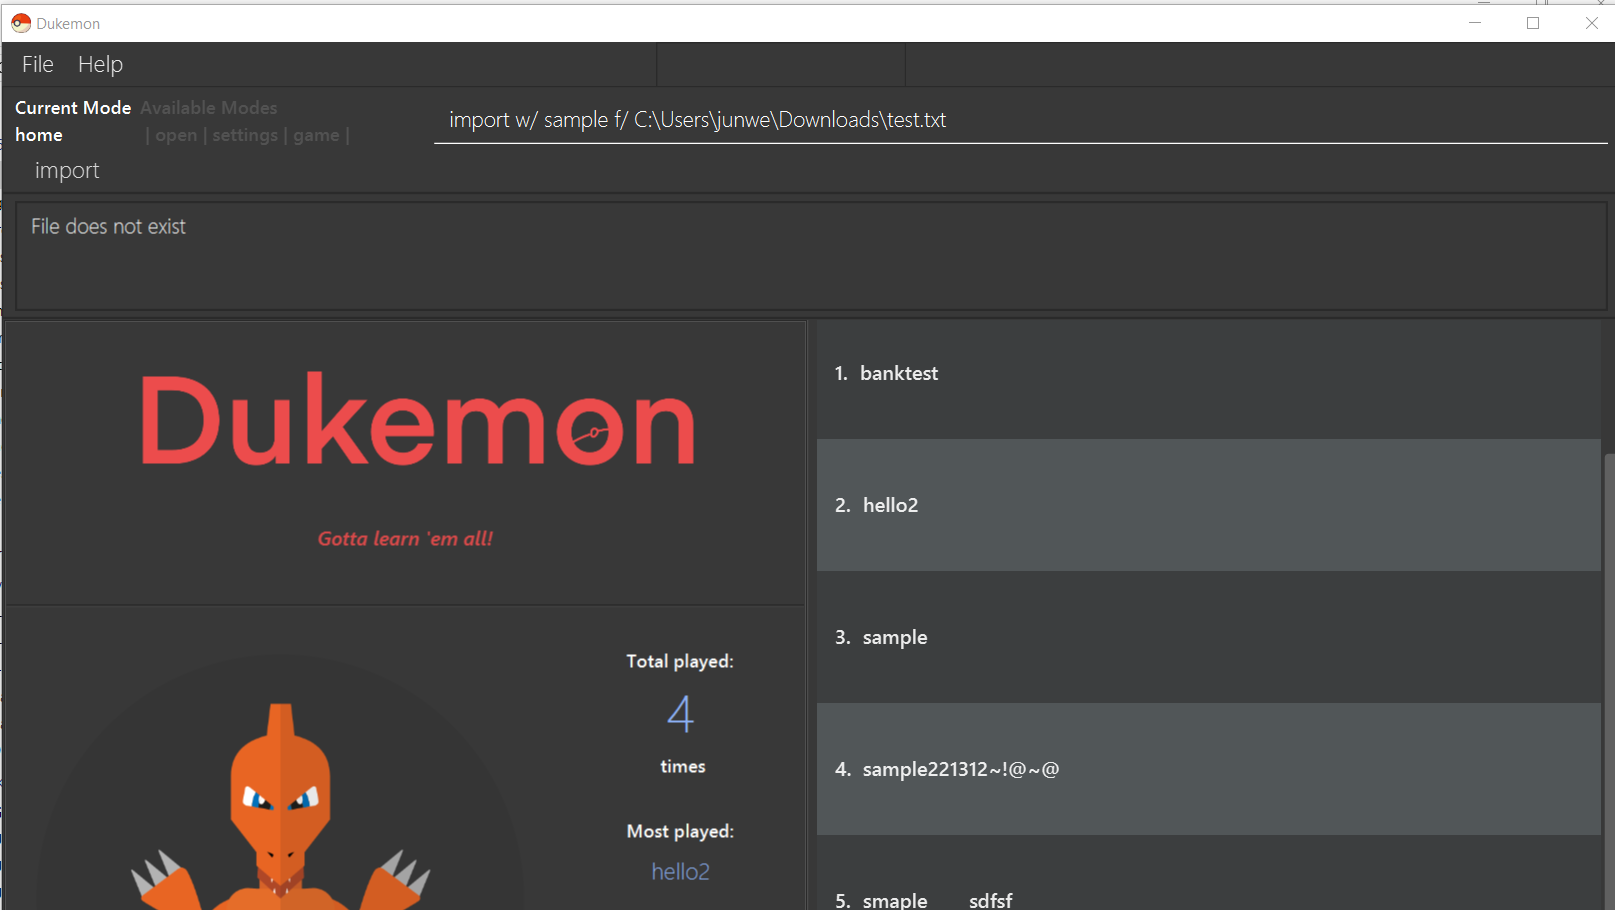 Dukemon
File Help
Current Mode Available Modes
home | open | settings | game |
import w/ sample f/ C:\Users\junwe\Downloads\test.txt
import
File does not exist
Dukemon
Gotta learn `em all!
Total played:
4
times
Most played:
hello2
1. banktest
2. hello2
3. sample
4. sample221312~!@~@
5. smaple sdfsf